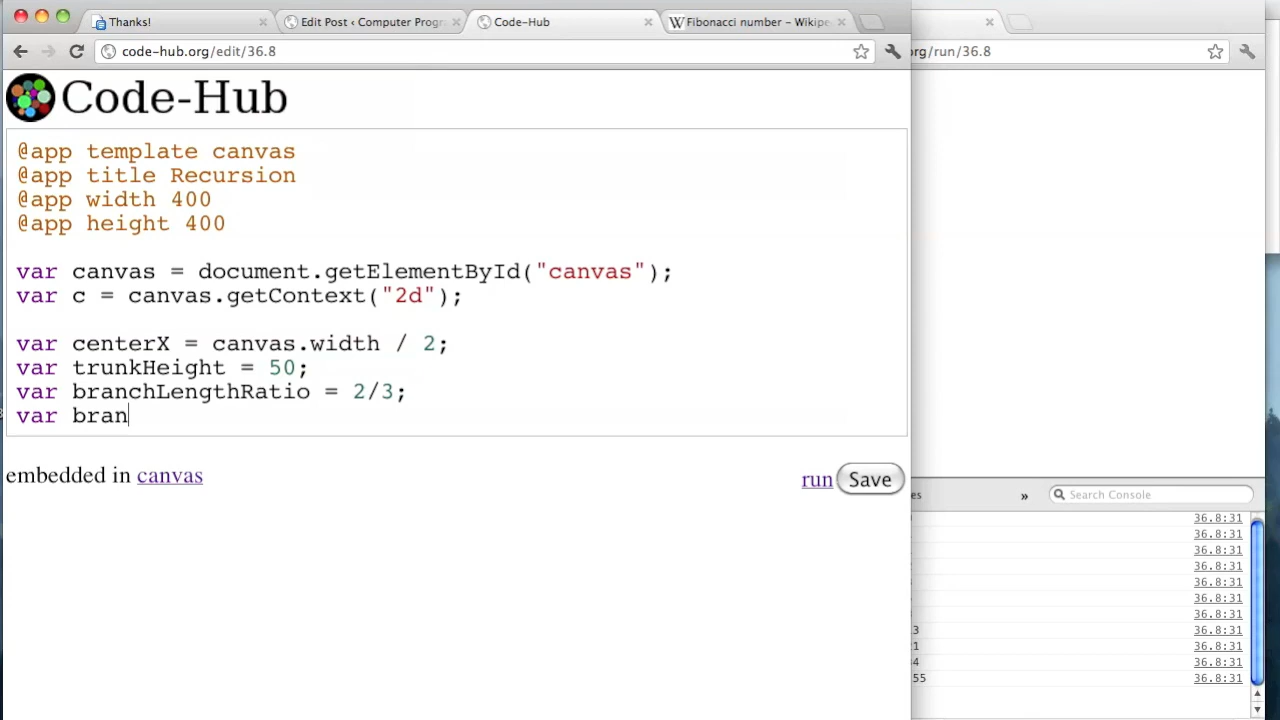 Thanks!
Edit Post ‹ Computer Progr
Code-Hub
Fibonacci number – Wikipe
code-hub.org/edit/36.8
org/run/36.8
Code-Hub
@app template canvas
@app title Recursion
@app width 400
@app height 400
var canvas = document.getElementById("canvas");
var c = canvas.getContext("2d");
var centerX = canvas.width / 2;
var trunkHeight = 50;
var branchLengthRatio = 2/3;
var bran
embedded in canvas
run
Save
es
»
Search Console
36.8:31
36.8:31
36.8:31
36.8:31
36.8:31
36.8:31
36.8:31
3 36.8:31
1 36.8:31
4 36.8:31
55 36.8:31